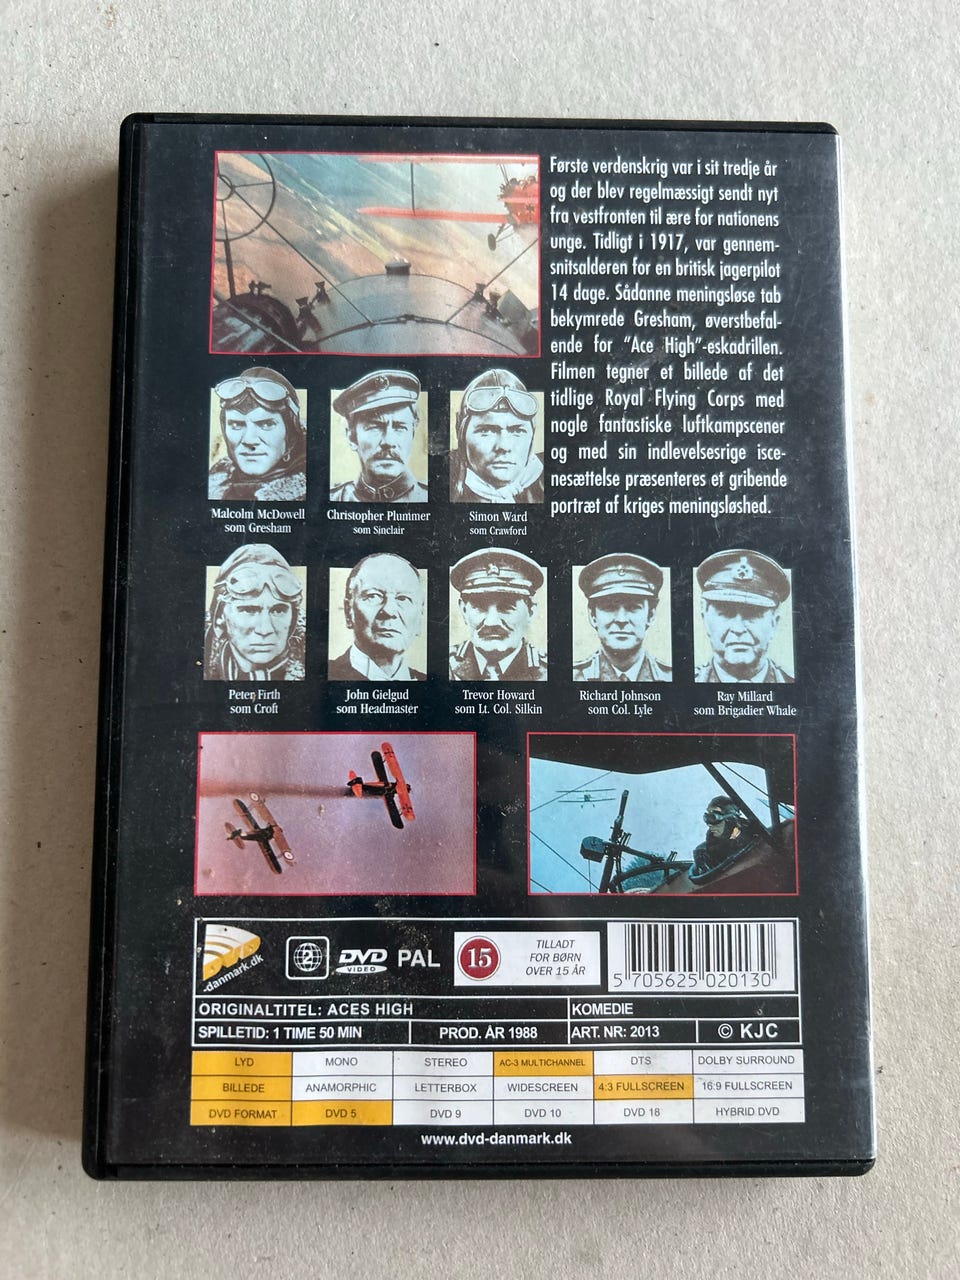 Første verdenskrig var i sit tredje år
og der blev regelmæssigt sendt nyt
fra vestfronten til ære for nationens
unge. Tidligt i 1917, var gennem-
snitsalderen for en britisk jagerpilot
14 dage. Sådanne meningsløse tab
bekymrede Gresham, øverstbefal-
ende for "Ace High"-eskadrillen.
Filmen tegner et billede af det
tidlige Royal Flying Corps med
nogle fantastiske luftkampscener
og med sin indlevelsesrige isce-
nesættelse præsenteres et gribende
portræt af kriges meningsløshed.
Malcolm McDowell
som Gresham
Christopher Plummer
som Sinclair
Simon Ward
som Crawford
Peter Firth
som Croft
John Gielgud
som Headmaster
Trevor Howard
som Lt. Col. Silkin
Richard Johnson
som Col. Lyle
Ray Millard
som Brigadier Whale
DVD
-danmark.dk
2
DVD
VIDEO
PAL
15
TILLADT
FOR BØRN
OVER 15 ÅR
5 705625 020130
ORIGINALTITEL: ACES HIGH
KOMEDIE
SPILLETID: 1 TIME 50 MIN
PROD. ÅR 1988
ART. NR: 2013
© KJC
LYD MONO STEREO AC-3 MULTICHANNEL DTS DOLBY SURROUND
BILLEDE ANAMORPHIC LETTERBOX WIDESCREEN 4:3 FULLSCREEN 16:9 FULLSCREEN
DVD FORMAT DVD 5 DVD 9 DVD 10 DVD 18 HYBRID DVD
www.dvd-danmark.dk